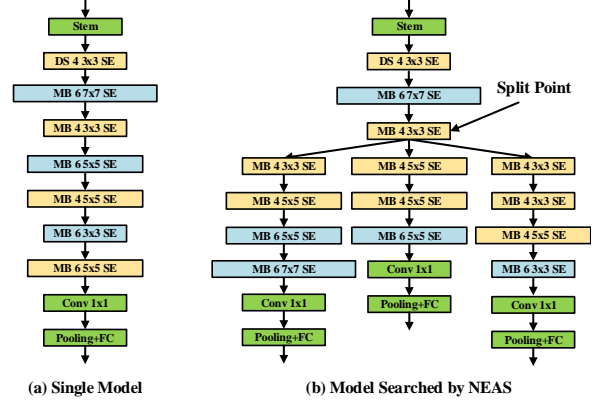 Stem
DS 4 3x3 SE
MB 6 7x7 SE
MB 4 3x3 SE
MB 6 5x5 SE
MB 4 5x5 SE
MB 6 3x3 SE
MB 6 5x5 SE
Conv 1x1
Pooling+FC
(a) Single Model
Stem
DS 4 3x3 SE
MB 6 7x7 SE
Split Point
MB 4 3x3 SE
MB 4 3x3 SE
MB 4 5x5 SE
MB 6 5x5 SE
MB 6 7x7 SE
Conv 1x1
Pooling+FC
MB 4 5x5 SE
MB 4 5x5 SE
MB 6 5x5 SE
Conv 1x1
Pooling+FC
MB 4 3x3 SE
MB 4 3x3 SE
MB 4 5x5 SE
MB 6 3x3 SE
Conv 1x1
Pooling+FC
(b) Model Searched by NEAS